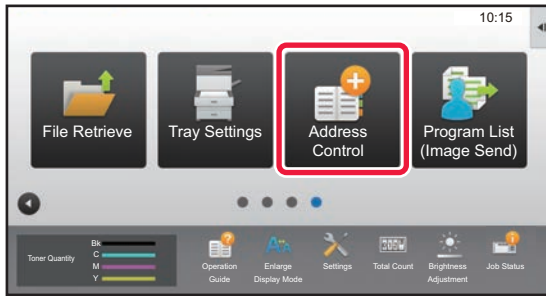 10:15
File Retrieve
Tray Settings
Address
Control
Program List
(Image Send)
Toner Quantity
Bk
C
M
Y
Operation
Guide
Enlarge
Display Mode
Settings
Total Count
Brightness
Adjustment
Job Status